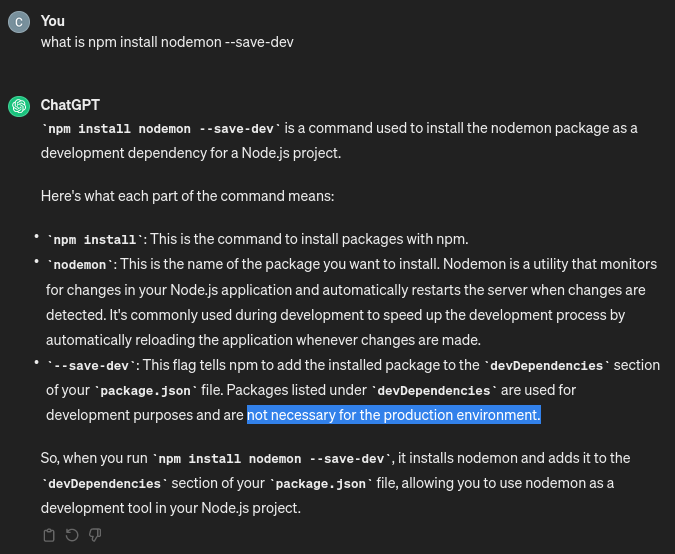 C
You
what is npm install nodemon --save-dev
ChatGPT
`npm install nodemon --save-dev` is a command used to install the nodemon package as a
development dependency for a Node.js project.
Here's what each part of the command means:
• `npm install`: This is the command to install packages with npm.
• `nodemon`: This is the name of the package you want to install. Nodemon is a utility that monitors
for changes in your Node.js application and automatically restarts the server when changes are
detected. It's commonly used during development to speed up the development process by
automatically reloading the application whenever changes are made.
• `--save-dev`: This flag tells npm to add the installed package to the `devDependencies` section
of your `package.json` file. Packages listed under `devDependencies` are used for
development purposes and are not necessary for the production environment.
So, when you run `npm install nodemon --save-dev`, it installs nodemon and adds it to the
`devDependencies` section of your `package.json` file, allowing you to use nodemon as a
development tool in your Node.js project.